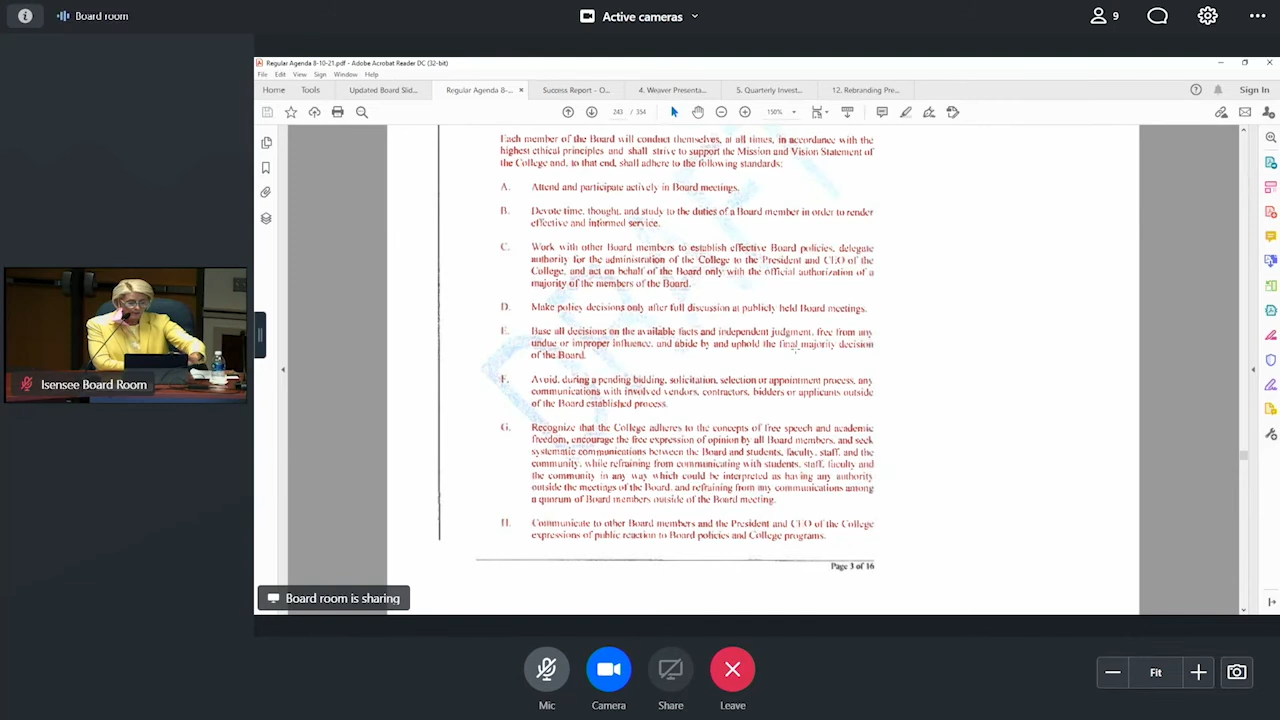 Board room
Active cameras
9
Regular Agenda 8-10-21.pdf - Adobe Acrobat Reader DC (32-bit)
File Edit View Sign Window Help
Home Tools Updated Board Slid... Regular Agenda 8-... × Success Report - O... 4. Weaver Presenta... 5. Quarterly Invest... 12. Rebranding Pre... Sign In
243 / 354 150%
Each member of the Board will conduct themselves, at all times, in accordance with the
highest ethical principles and shall strive to support the Mission and Vision Statement of
the College and, to that end, shall adhere to the following standards:
A. Attend and participate actively in Board meetings.
B. Devote time, thought, and study to the duties of a Board member in order to render
effective and informed service.
C. Work with other Board members to establish effective Board policies, delegate
authority for the administration of the College to the President and CEO of the
College, and act on behalf of the Board only with the official authorization of a
majority of the members of the Board.
D. Make policy decisions only after full discussion at publicly held Board meetings.
E. Base all decisions on the available facts and independent judgment, free from any
undue or improper influence, and abide by and uphold the final majority decision
of the Board.
F. Avoid, during a pending bidding, solicitation, selection or appointment process, any
communications with involved vendors, contractors, bidders or applicants outside
of the Board established process.
G. Recognize that the College adheres to the concepts of free speech and academic
freedom, encourage the free expression of opinion by all Board members, and seek
systematic communications between the Board and students, faculty, staff, and the
community, while refraining from communicating with students, staff, faculty and
the community in any way which could be interpreted as having any authority
outside the meetings of the Board, and refraining from any communications among
a quorum of Board members outside of the Board meeting.
H. Communicate to other Board members and the President and CEO of the College
expressions of public reaction to Board policies and College programs.
Page 3 of 16
Isensee Board Room
Board room is sharing
Fit
Mic Camera Share Leave